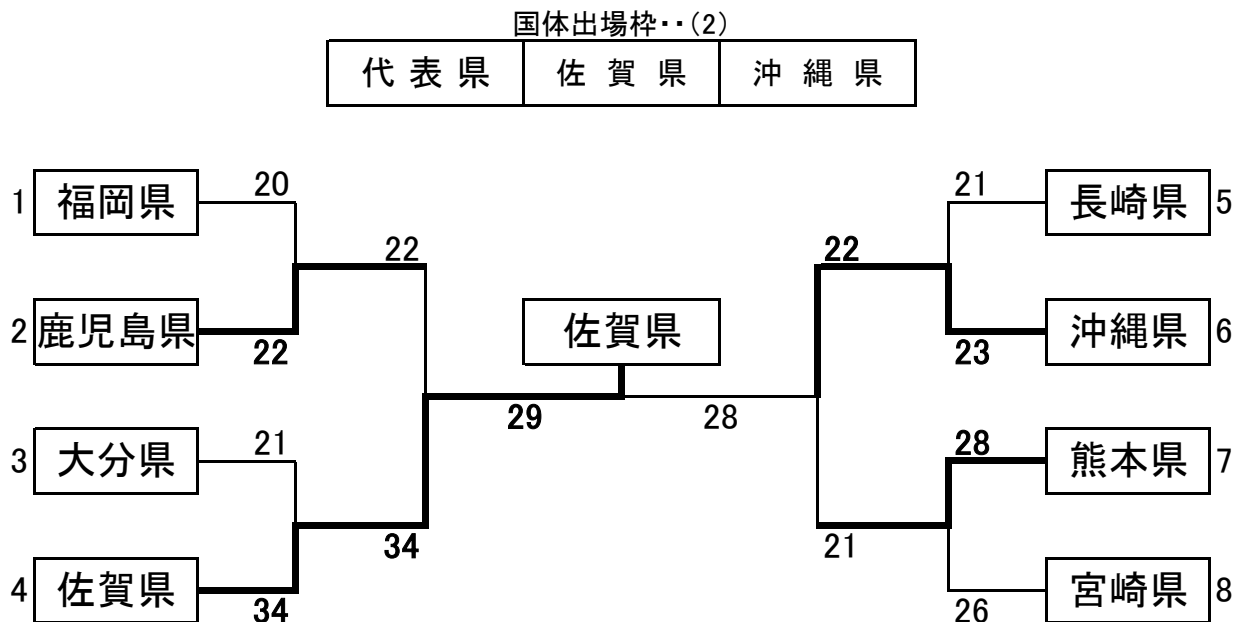 国体出場枠・・(2)
代表県 佐賀県 沖縄県
20 21
1 福岡県 長崎県 5
22 22
2 鹿児島県 佐賀県 沖縄県 6
22 23
29 28
21 28
3 大分県 熊本県 7
34 21
4 佐賀県 宮崎県 8
34 26